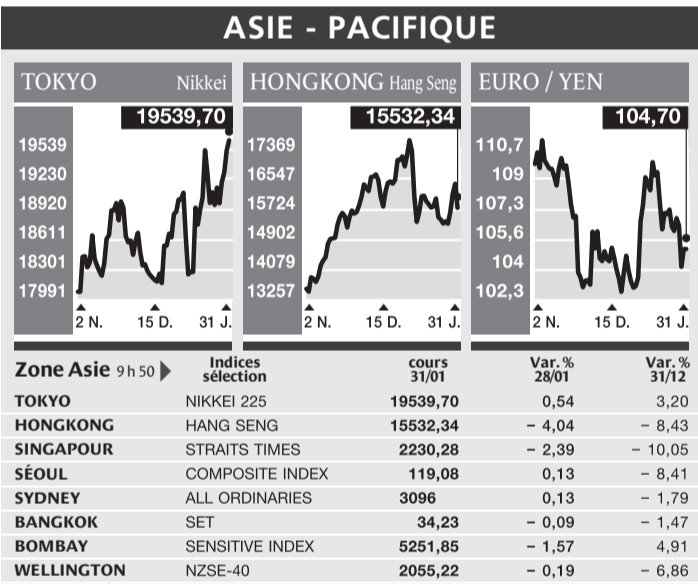 ASIE - PACIFIQUE
TOKYO Nikkei
19539,70
19539
19230
18920
18611
18301
17991
2 N. 15 D. 31 J.
HONGKONG Hang Seng
15532,34
17369
16547
15724
14902
14079
13257
2 N. 15 D. 31 J.
EURO / YEN
104,70
110,7
109
107,3
105,6
104
102,3
2 N. 15 D. 31 J.
Zone Asie 9 h 50 Indices sélection cours 31/01 Var. % 28/01 Var. % 31/12
TOKYO NIKKEI 225 19539,70 0,54 3,20
HONGKONG HANG SENG 15532,34 – 4,04 – 8,43
SINGAPOUR STRAITS TIMES 2230,28 – 2,39 – 10,05
SÉOUL COMPOSITE INDEX 119,08 0,13 – 8,41
SYDNEY ALL ORDINARIES 3096 0,13 – 1,79
BANGKOK SET 34,23 – 0,09 – 1,47
BOMBAY SENSITIVE INDEX 5251,85 – 1,57 4,91
WELLINGTON NZSE-40 2055,22 – 0,19 – 6,86